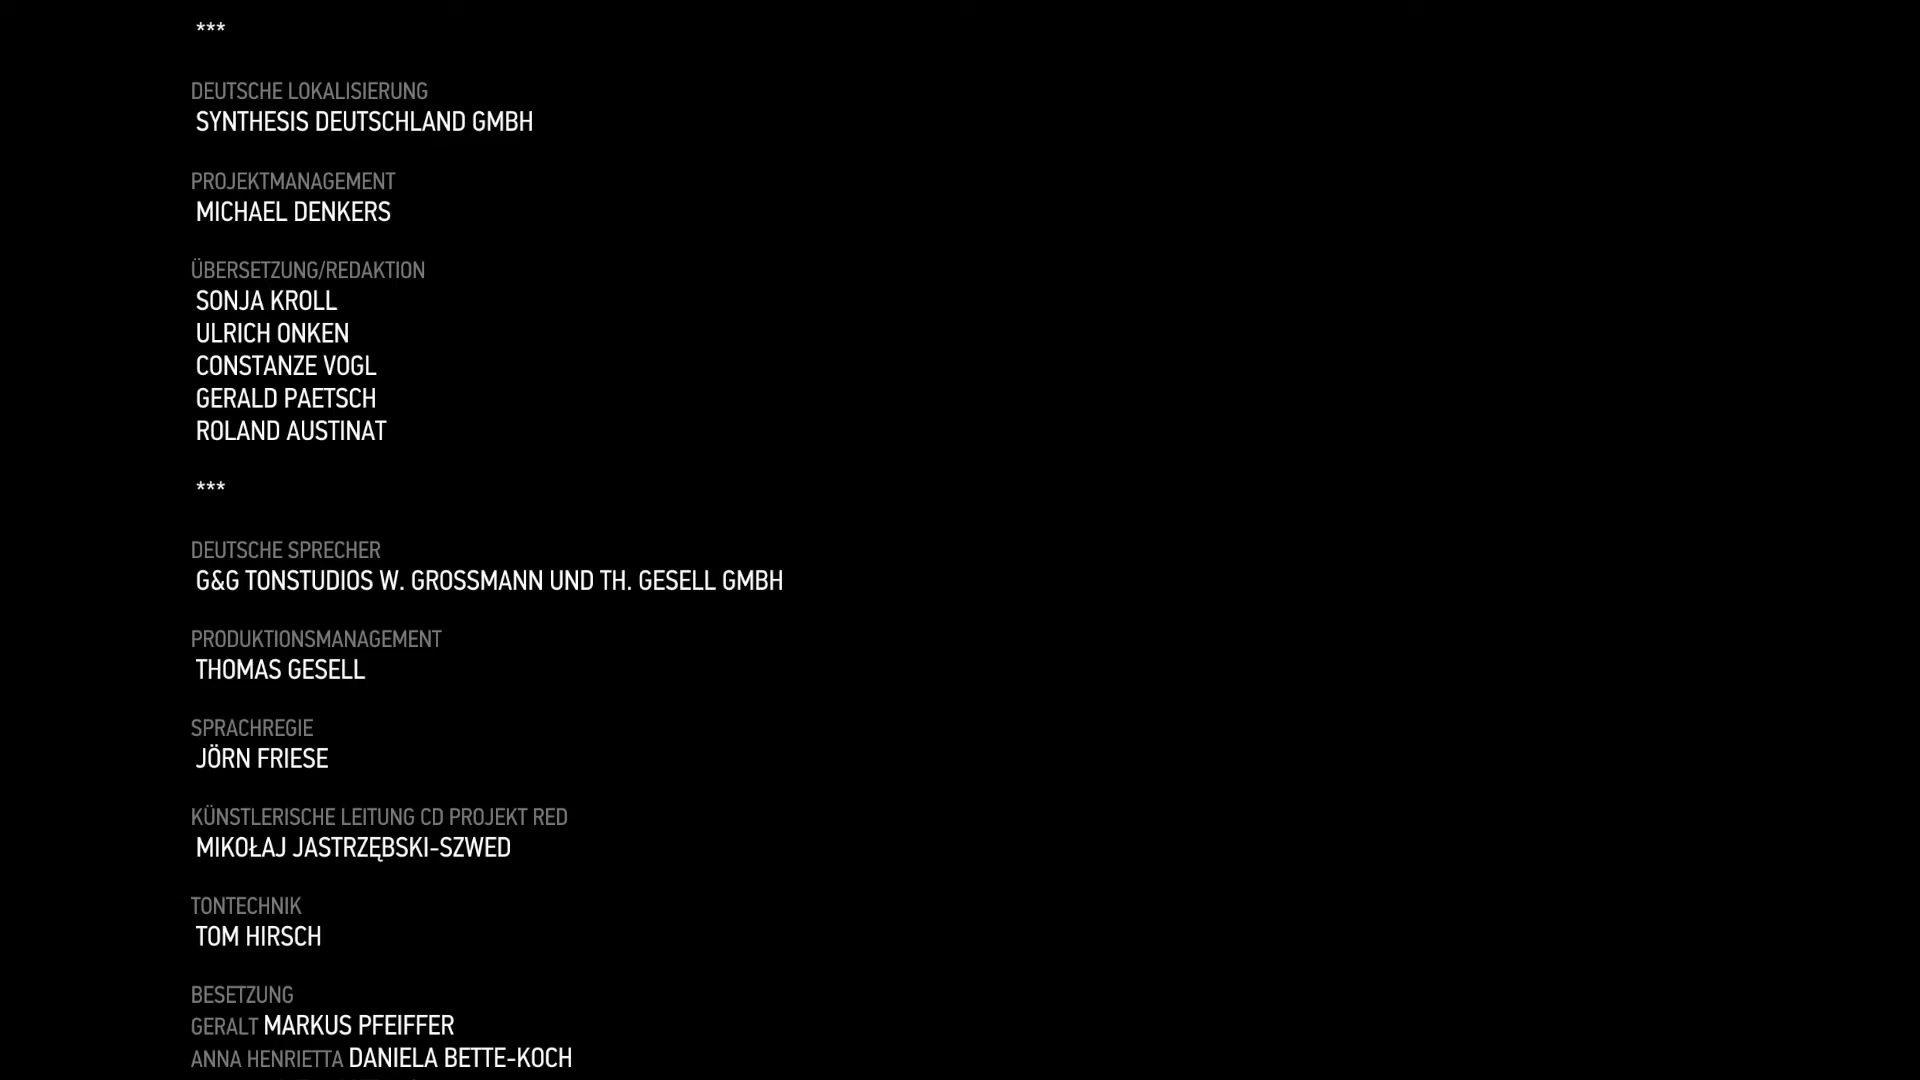 ***
DEUTSCHE LOKALISIERUNG
SYNTHESIS DEUTSCHLAND GMBH
PROJEKTMANAGEMENT
MICHAEL DENKERS
ÜBERSETZUNG/REDAKTION
SONJA KROLL
ULRICH ONKEN
CONSTANZE VOGL
GERALD PAETSCH
ROLAND AUSTINAT
***
DEUTSCHE SPRECHER
G&G TONSTUDIOS W. GROSSMANN UND TH. GESELL GMBH
PRODUKTIONSMANAGEMENT
THOMAS GESELL
SPRACHREGIE
JÖRN FRIESE
KÜNSTLERISCHE LEITUNG CD PROJEKT RED
MIKOŁAJ JASTRZĘBSKI-SZWED
TONTECHNIK
TOM HIRSCH
BESETZUNG
GERALT MARKUS PFEIFFER
ANNA HENRIETTA DANIELA BETTE-KOCH